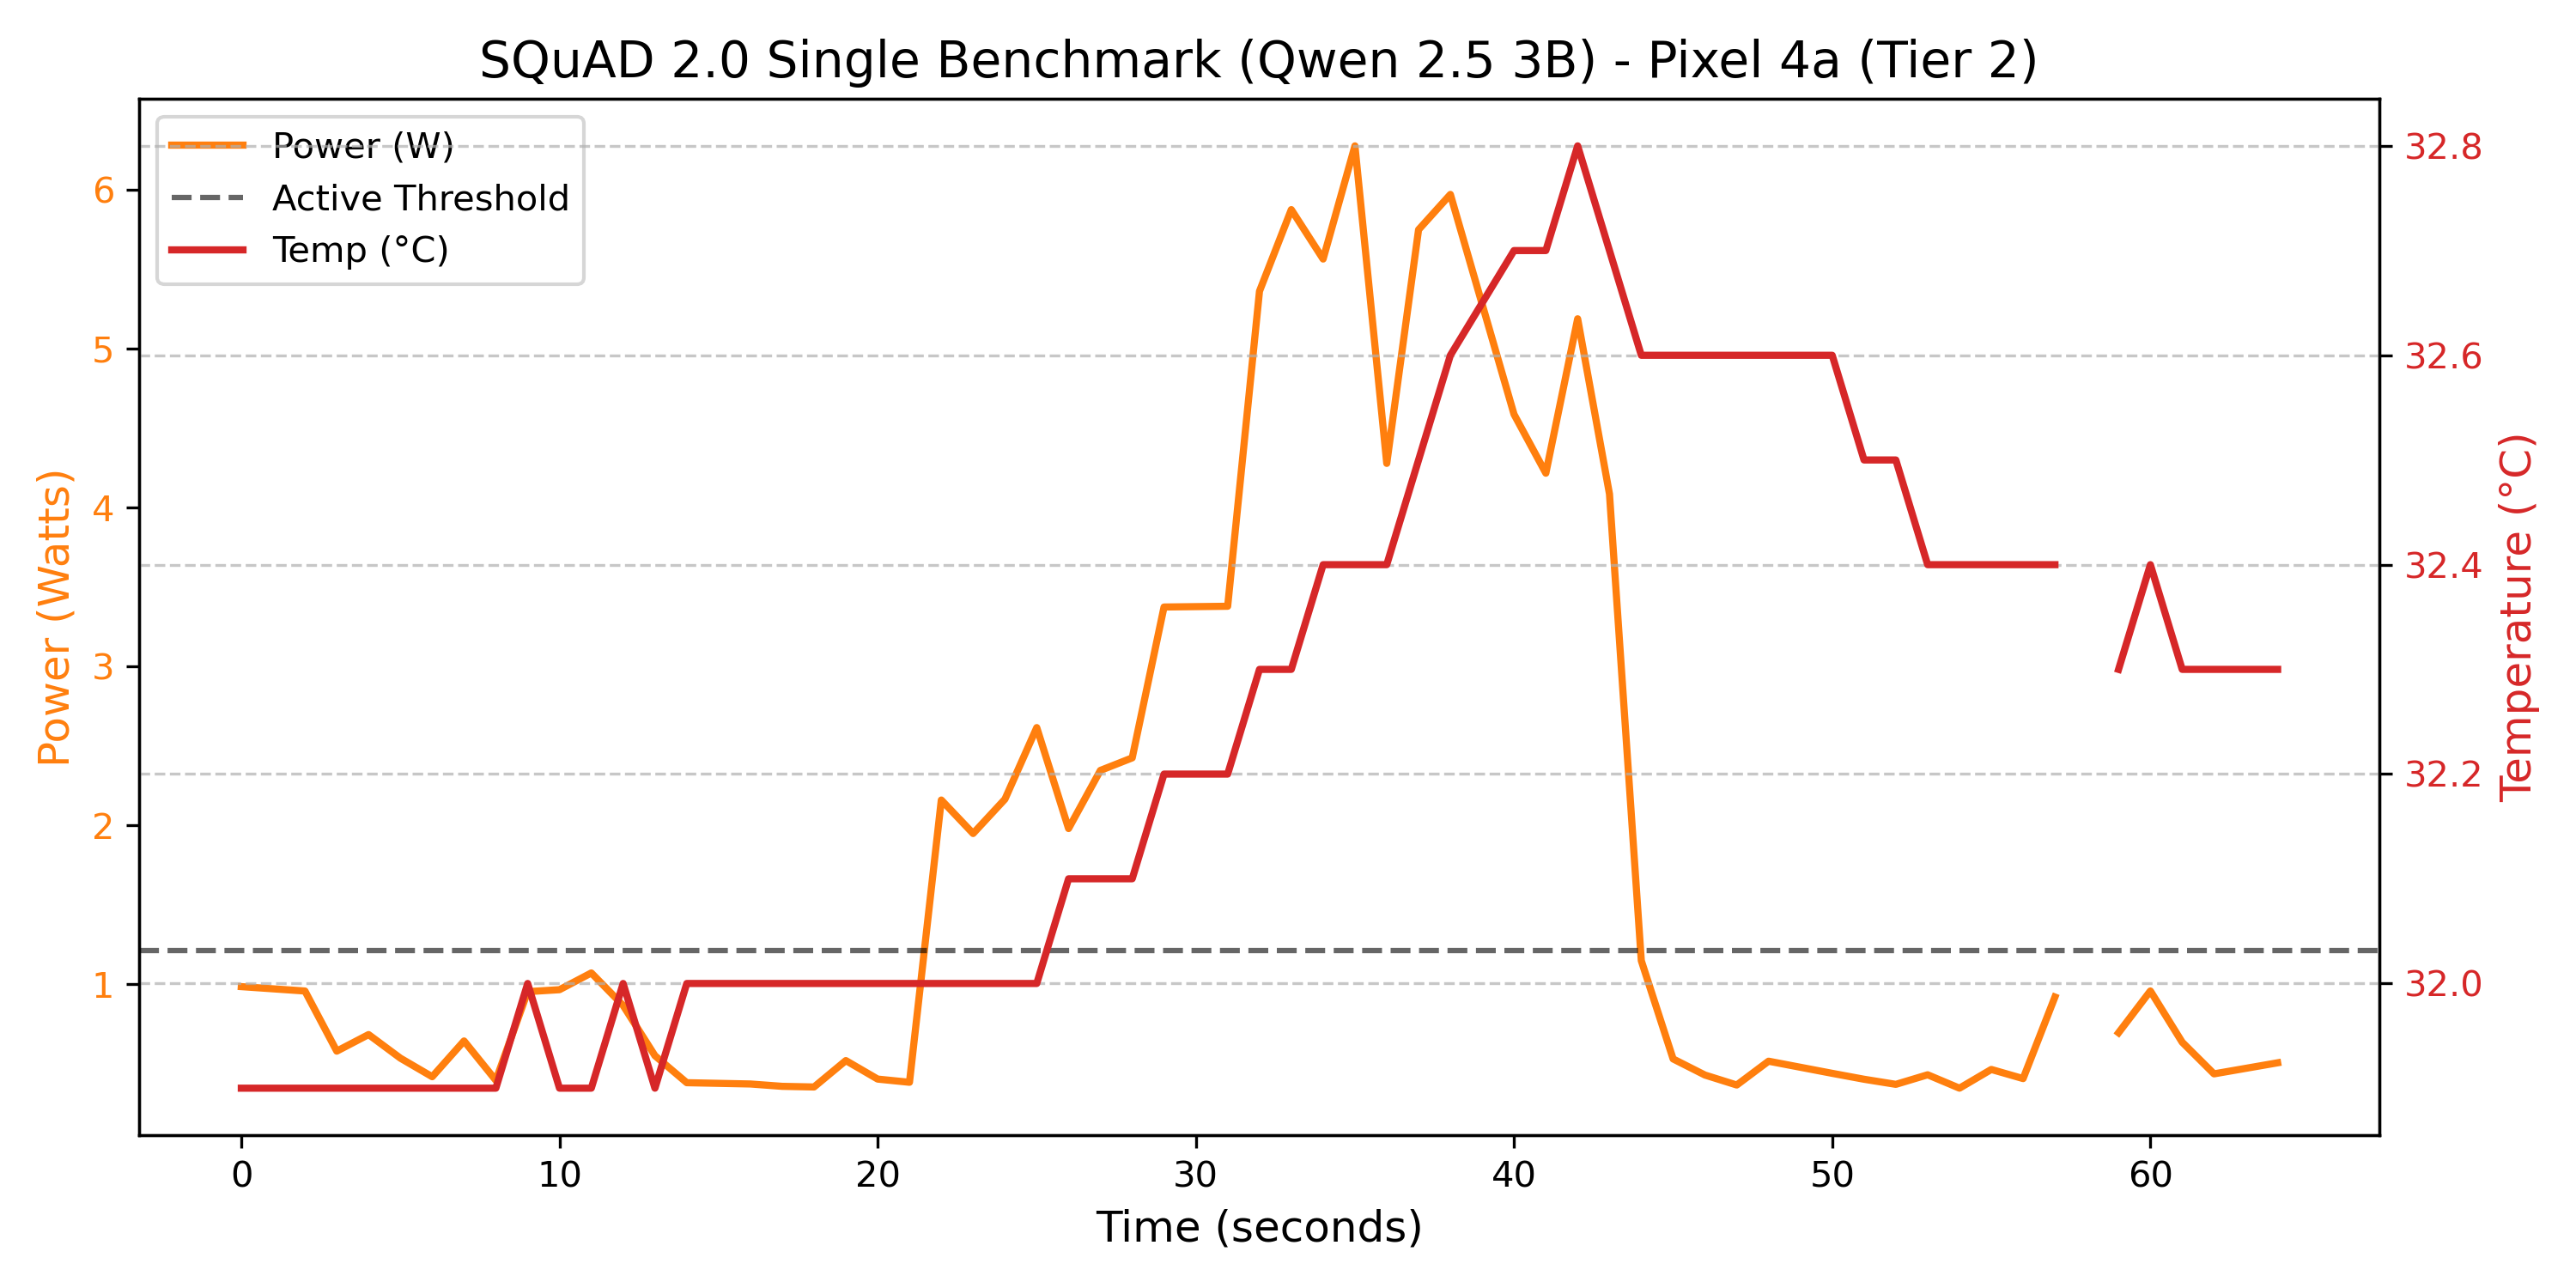 SQuAD 2.0 Single Benchmark (Qwen 2.5 3B) - Pixel 4a (Tier 2)
Power (W)
Active Threshold
Temp (°C)
Power (Watts)
6
5
4
3
2
1
32.8
32.6
32.4
32.2
32.0
Temperature (°C)
0 10 20 30 40 50 60
Time (seconds)